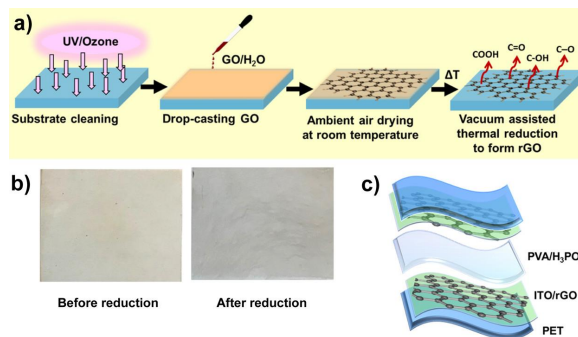 a)
UV/Ozone
GO/H₂O
COOH
C=O
C-OH
C-O
ΔT
Substrate cleaning
Drop-casting GO
Ambient air drying
at room temperature
Vacuum assisted
thermal reduction
to form rGO
b)
Before reduction
After reduction
c)
PVA/H₃PO
ITO/rGO
PET